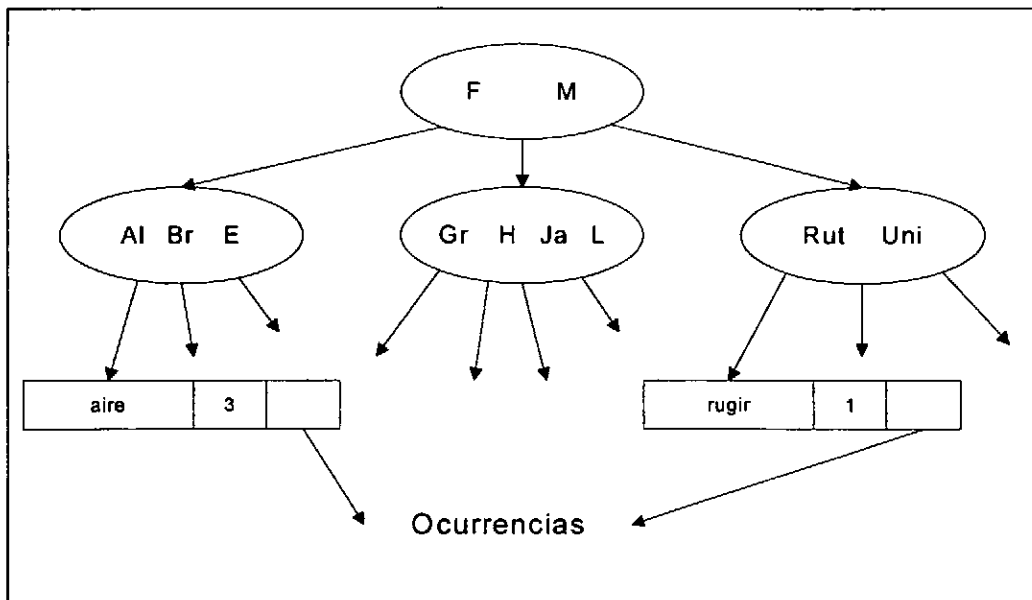 F M
Al Br E
Gr H Ja L
Rut Uni
aire 3
rugir 1
Ocurrencias